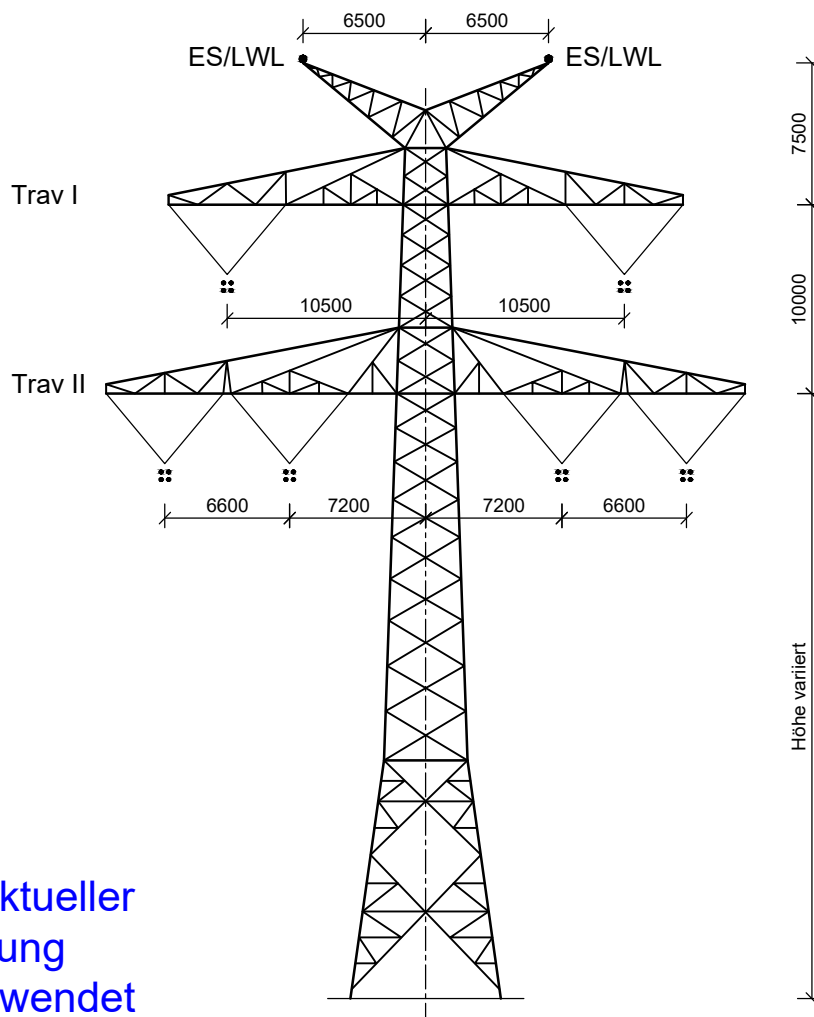 6500 6500
ES/LWL ES/LWL
7500
Trav I
10000
10500 10500
Trav II
6600 7200 7200 6600
Höhe variiert
ktueller
ung
wendet